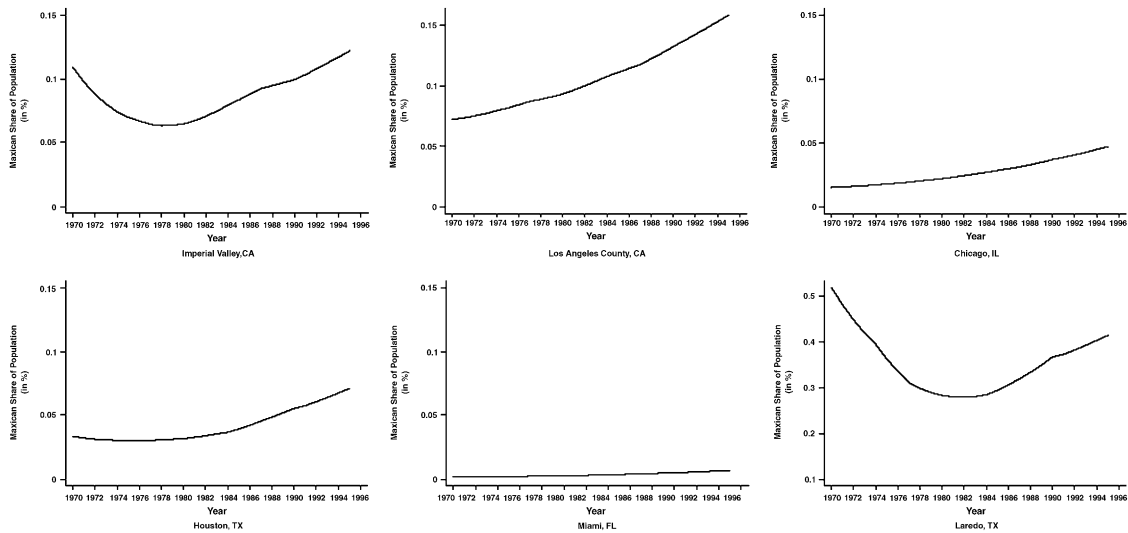 0.15
0.1
0.05
0
Maxican Share of Population
(in %)
1970 1972 1974 1976 1978 1980 1982 1984 1986 1988 1990 1992 1994 1996
Year
Imperial Valley,CA
0.15
0.1
0.05
0
Maxican Share of Population
(in %)
1970 1972 1974 1976 1978 1980 1982 1984 1986 1988 1990 1992 1994 1996
Year
Los Angeles County, CA
0.15
0.1
0.05
0
Maxican Share of Population
(in %)
1970 1972 1974 1976 1978 1980 1982 1984 1986 1988 1990 1992 1994 1996
Year
Chicago, IL
0.15
0.1
0.05
0
Maxican Share of Population
(in %)
1970 1972 1974 1976 1978 1980 1982 1984 1986 1988 1990 1992 1994 1996
Year
Houston, TX
0.15
0.1
0.05
0
Maxican Share of Population
(in %)
1970 1972 1974 1976 1978 1980 1982 1984 1986 1988 1990 1992 1994 1996
Year
Miami, FL
0.5
0.4
0.3
0.2
0.1
Maxican Share of Population
(in %)
1970 1972 1974 1976 1978 1980 1982 1984 1986 1988 1990 1992 1994 1996
Year
Laredo, TX